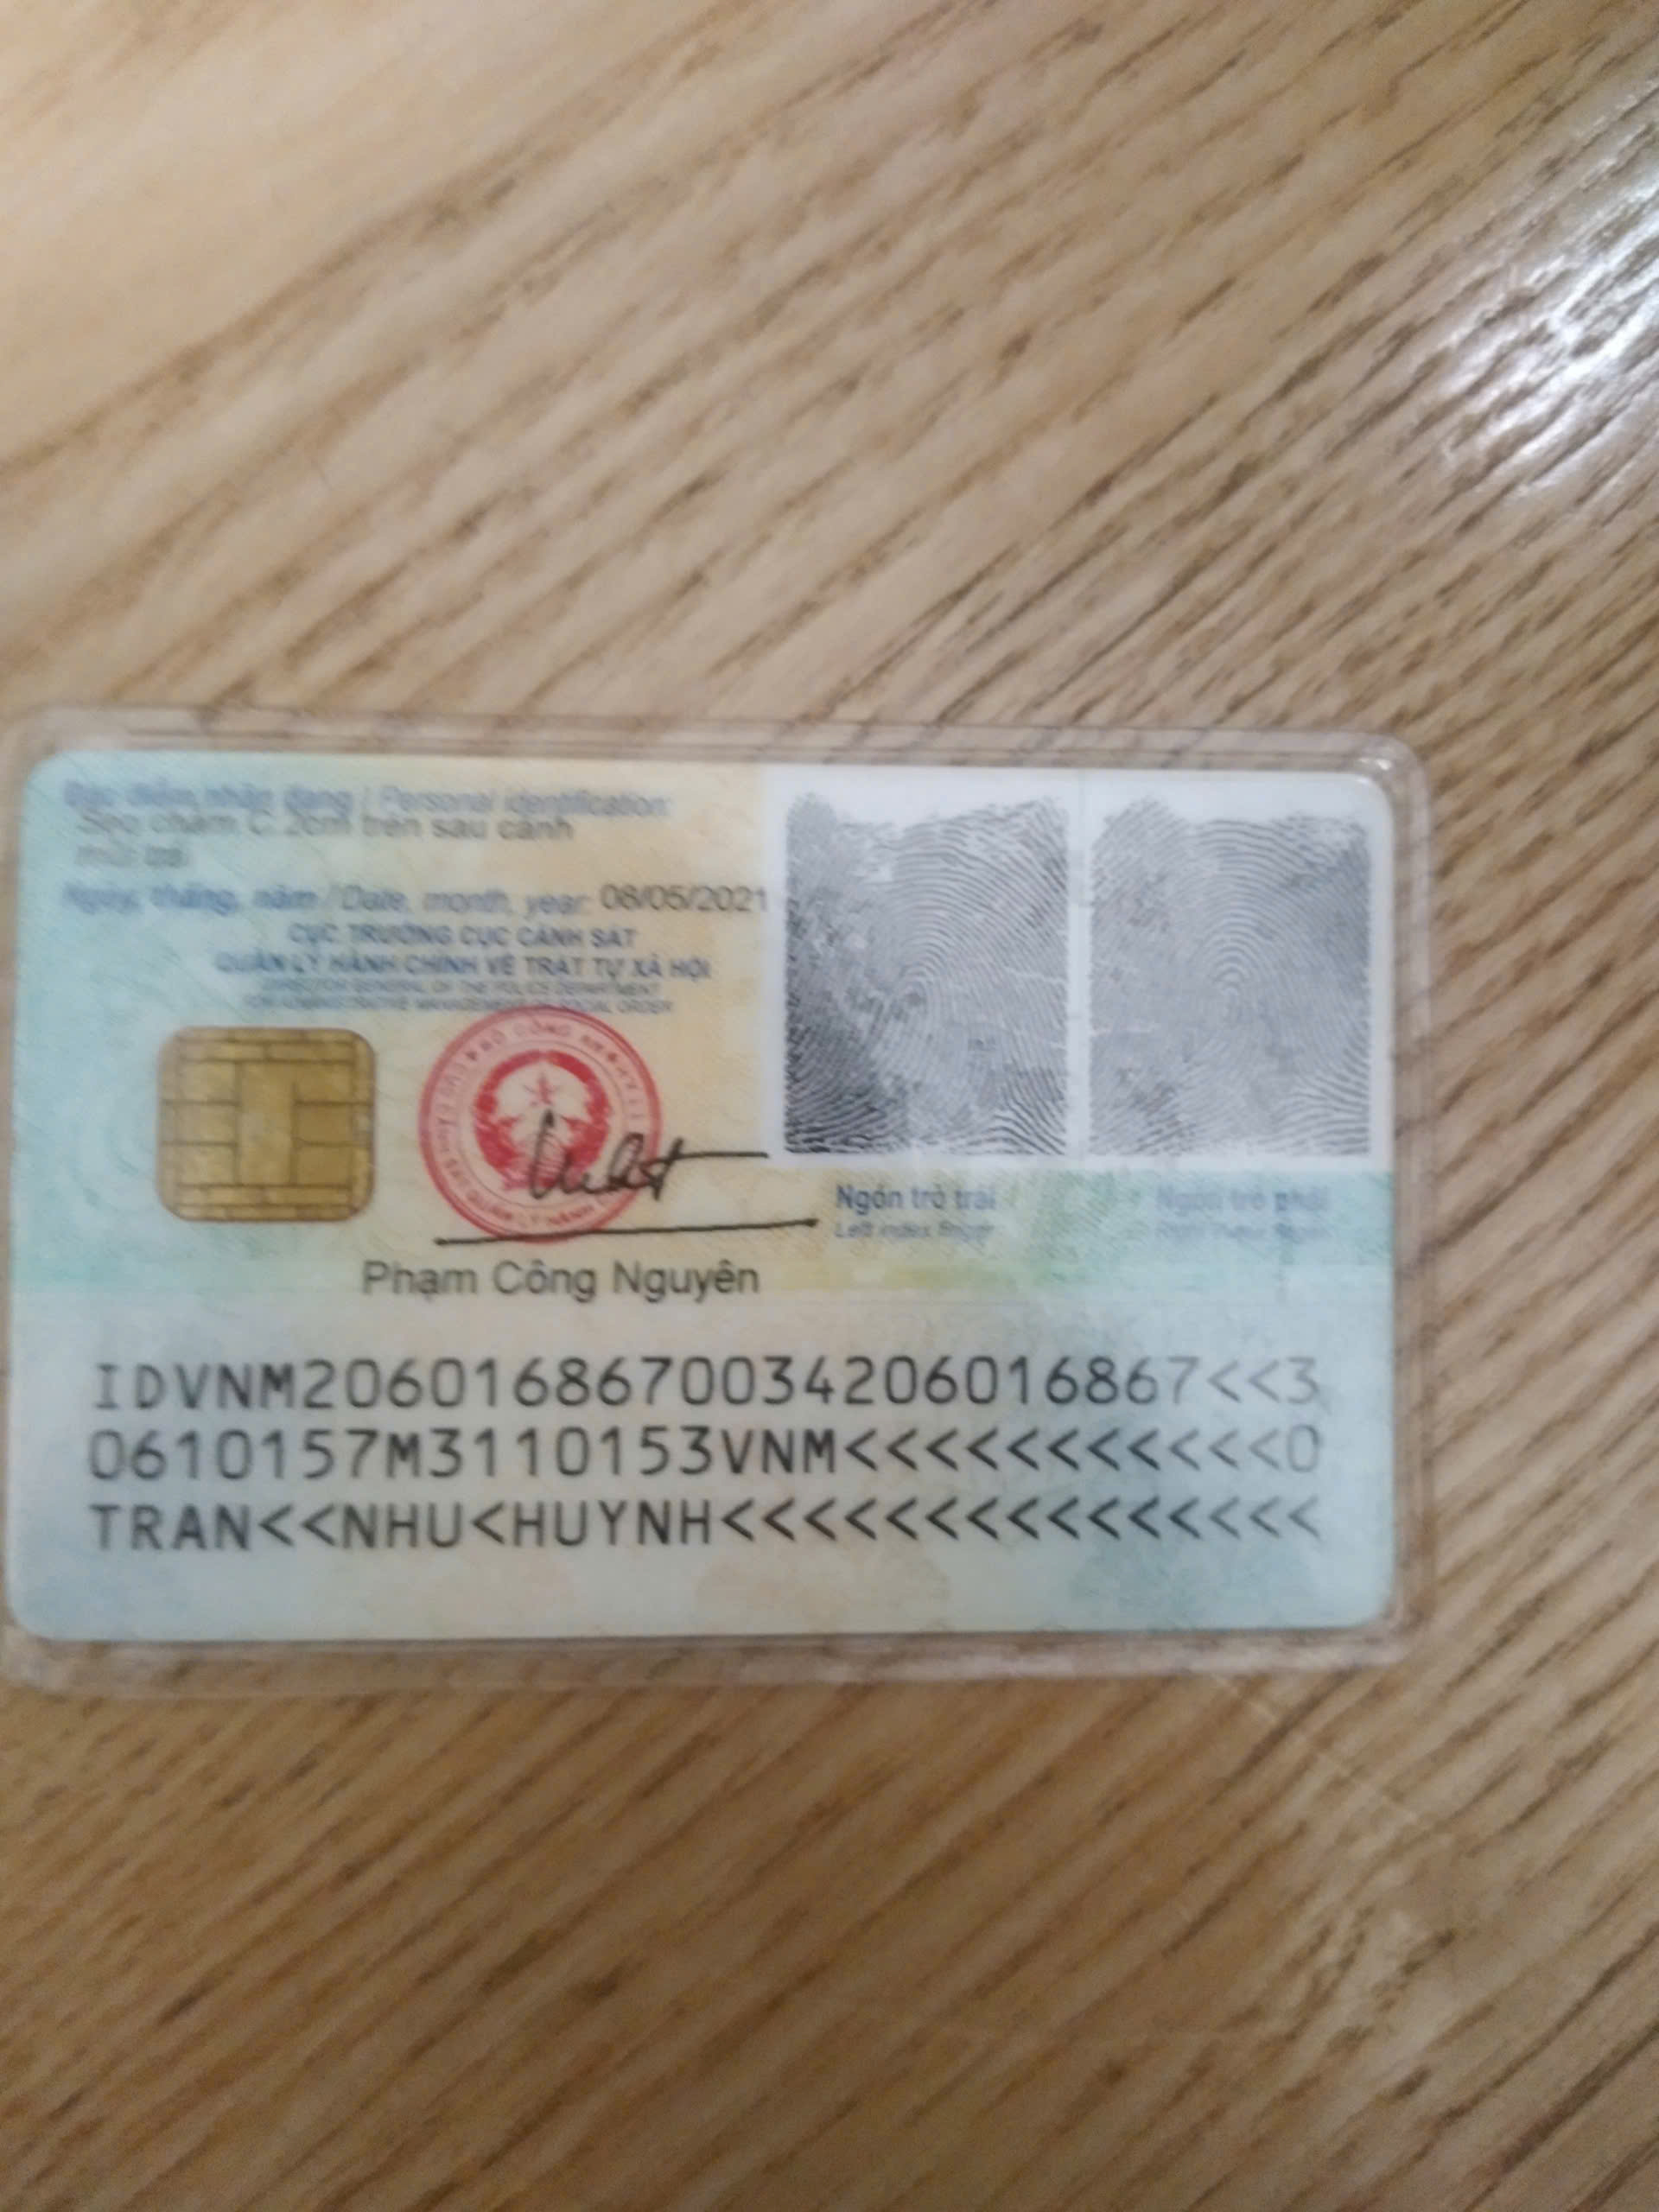 Đặc điểm nhân dạng / Personal identification:
Sẹo chấm C. 2cm trên sau cánh
mũi trái
Ngày, tháng, năm / Date, month, year: 08/05/2021
CỤC TRƯỞNG CỤC CẢNH SÁT
QUẢN LÝ HÀNH CHÍNH VỀ TRẬT TỰ XÃ HỘI
DIRECTOR GENERAL OF THE POLICE DEPARTMENT
FOR ADMINISTRATIVE MANAGEMENT OF SOCIAL ORDER
Ngón trỏ trái
Left index finger
Ngón trỏ phải
Right index finger
Phạm Công Nguyên
IDVNM2060168670034206016867<<3
0610157M3110153VNM<<<<<<<<<<<0
TRAN<<NHU<HUYNH<<<<<<<<<<<<<<<